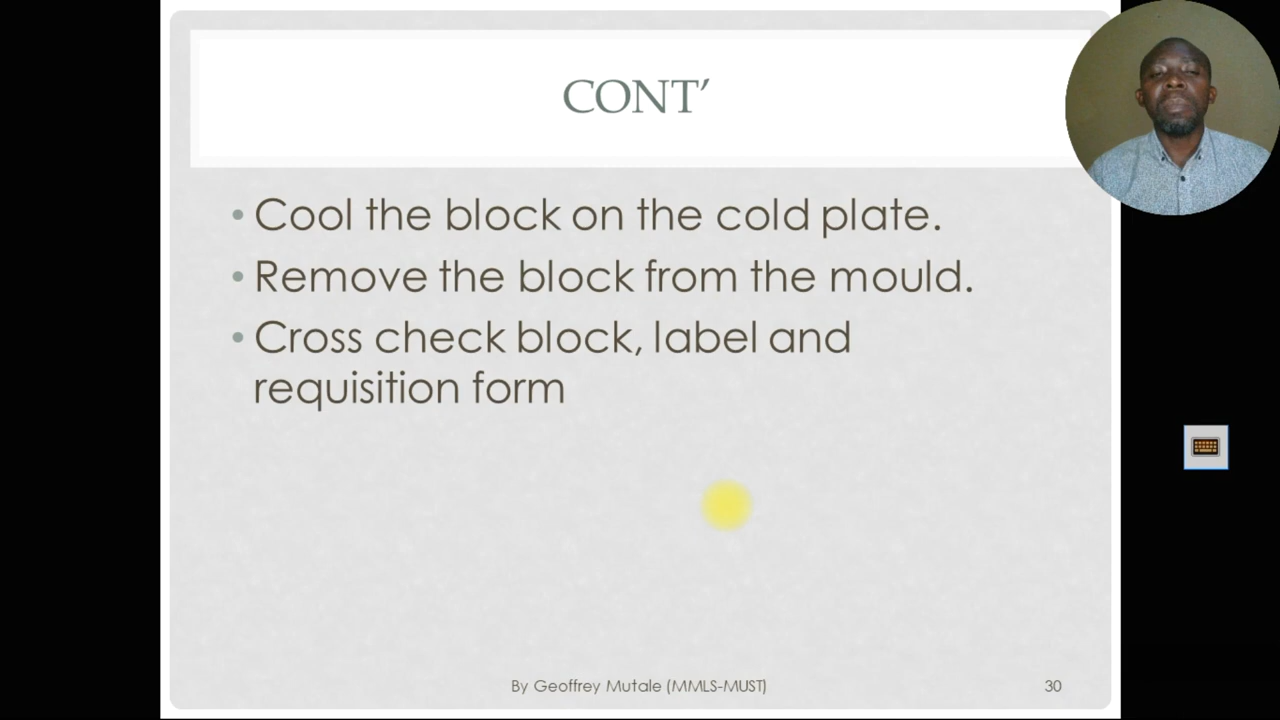 CONT’
• Cool the block on the cold plate.
• Remove the block from the mould.
• Cross check block, label and
requisition form
By Geoffrey Mutale (MMLS-MUST)
30